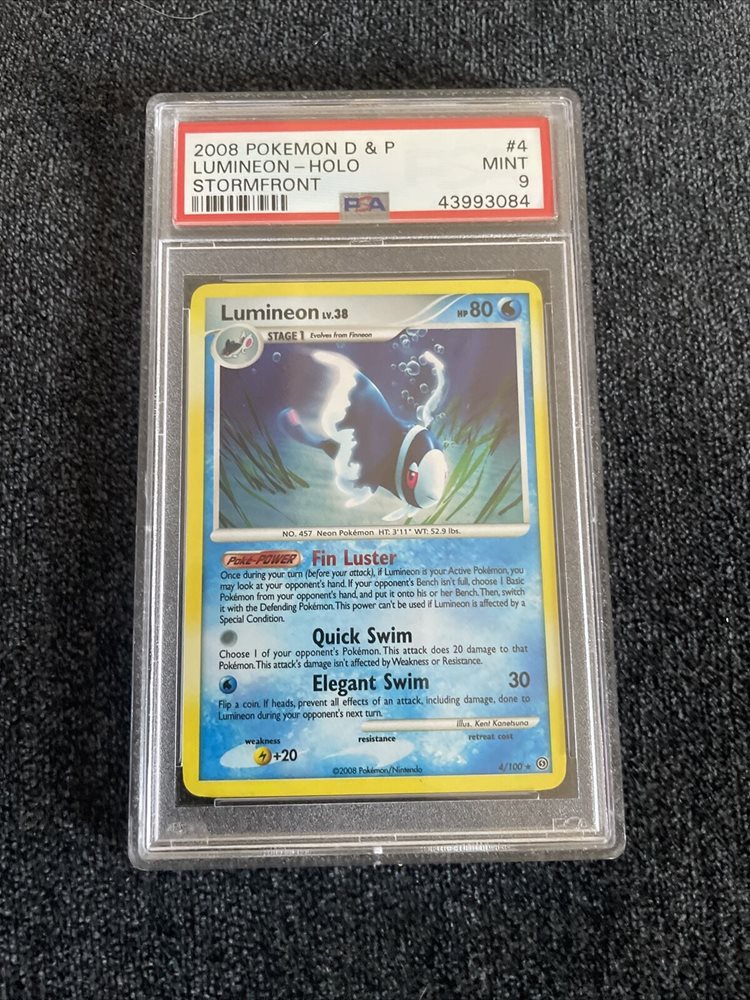 2008 POKEMON D & P #4
LUMINEON - HOLO MINT
STORMFRONT 9
PSA 43993084
Lumineon LV.38 HP 80
STAGE 1 Evolves from Finneon
NO. 457 Neon Pokémon HT: 3'11" WT: 52.9 lbs.
Poké-POWER Fin Luster
Once during your turn (before your attack), if Lumineon is your Active Pokémon, you
may look at your opponent's hand. If your opponent's Bench isn't full, choose 1 Basic
Pokémon from your opponent's hand, and put it onto his or her Bench. Then, switch
it with the Defending Pokémon. This power can't be used if Lumineon is affected by a
Special Condition.
Quick Swim
Choose 1 of your opponent's Pokémon. This attack does 20 damage to that
Pokémon. This attack's damage isn't affected by Weakness or Resistance.
Elegant Swim 30
Flip a coin. If heads, prevent all effects of an attack, including damage, done to
Lumineon during your opponent's next turn.
Illus. Kent Kanetsuna
weakness resistance retreat cost
+20
©2008 Pokémon/Nintendo 4/100 ★